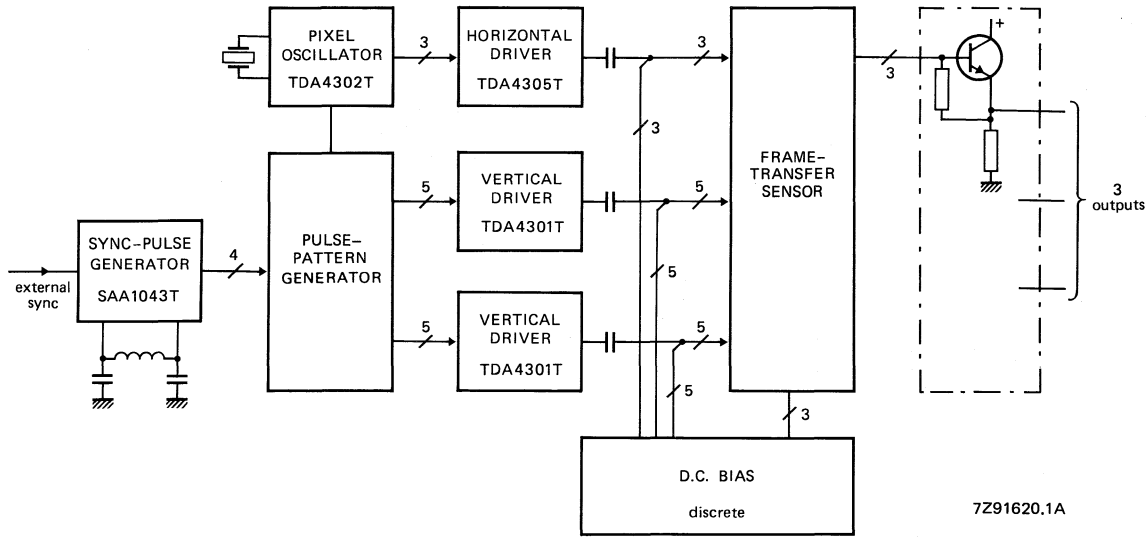 PIXEL
OSCILLATOR
TDA4302T
3
HORIZONTAL
DRIVER
TDA4305T
3
3
3
+
FRAME-
TRANSFER
SENSOR
3
outputs
SYNC-PULSE
GENERATOR
SAA1043T
external
sync
4
PULSE-
PATTERN
GENERATOR
5
VERTICAL
DRIVER
TDA4301T
5
5
5
VERTICAL
DRIVER
TDA4301T
5
5
3
D.C. BIAS
discrete
7Z91620.1A